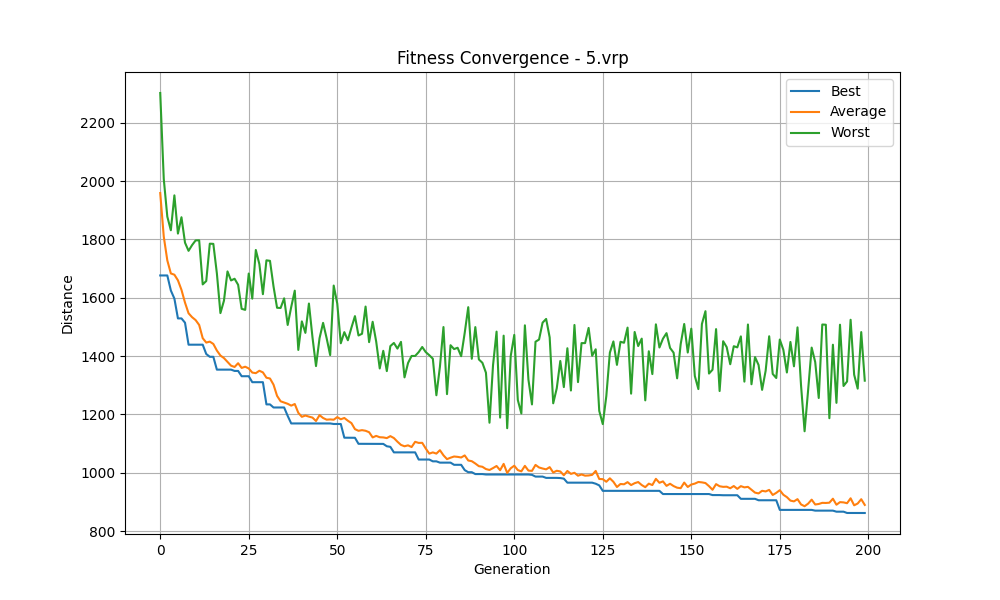 Fitness Convergence - 5.vrp
Best
Average
Worst
Distance
2200
2000
1800
1600
1400
1200
1000
800
0 25 50 75 100 125 150 175 200
Generation